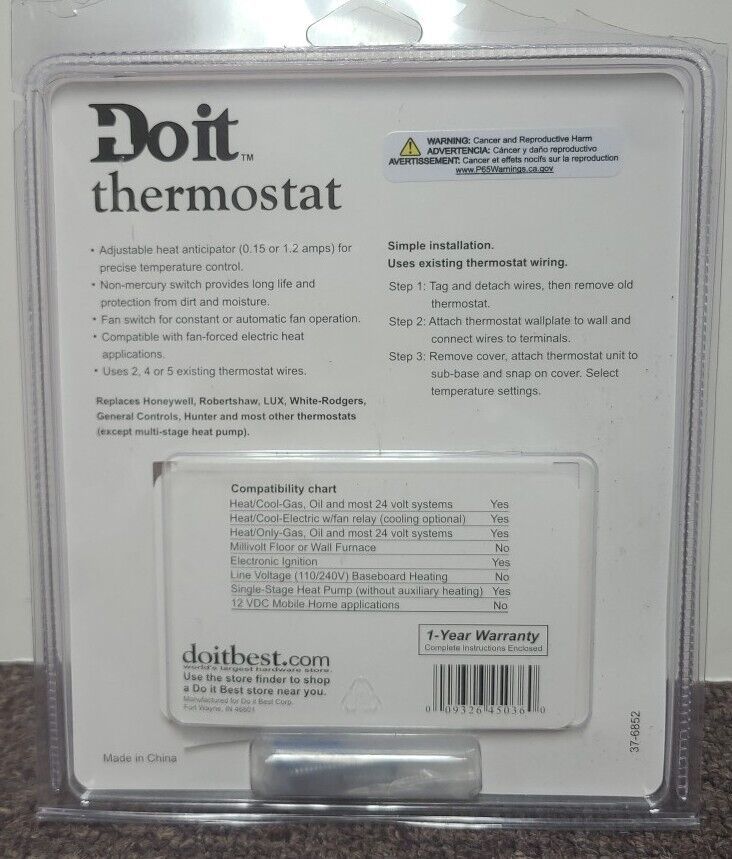 Do it™
thermostat
WARNING: Cancer and Reproductive Harm
ADVERTENCIA: Cáncer y daño reproductivo
AVERTISSEMENT: Cancer et effets nocifs sur la reproduction
www.P65Warnings.ca.gov
• Adjustable heat anticipator (0.15 or 1.2 amps) for
precise temperature control.
• Non-mercury switch provides long life and
protection from dirt and moisture.
• Fan switch for constant or automatic fan operation.
• Compatible with fan-forced electric heat
applications.
• Uses 2, 4 or 5 existing thermostat wires.
Replaces Honeywell, Robertshaw, LUX, White-Rodgers,
General Controls, Hunter and most other thermostats
(except multi-stage heat pump).
Simple installation.
Uses existing thermostat wiring.
Step 1: Tag and detach wires, then remove old
thermostat.
Step 2: Attach thermostat wallplate to wall and
connect wires to terminals.
Step 3: Remove cover, attach thermostat unit to
sub-base and snap on cover. Select
temperature settings.
Compatibility chart
Heat/Cool-Gas, Oil and most 24 volt systems Yes
Heat/Cool-Electric w/fan relay (cooling optional) Yes
Heat/Only-Gas, Oil and most 24 volt systems Yes
Millivolt Floor or Wall Furnace No
Electronic Ignition Yes
Line Voltage (110/240V) Baseboard Heating No
Single-Stage Heat Pump (without auxiliary heating) Yes
12 VDC Mobile Home applications No
1-Year Warranty
Complete Instructions Enclosed
doitbest.com
world's largest hardware store.
Use the store finder to shop
a Do it Best store near you.
Manufactured for Do it Best Corp.
Fort Wayne, IN 46801
0 09326 45036 0
37-6852
Made in China